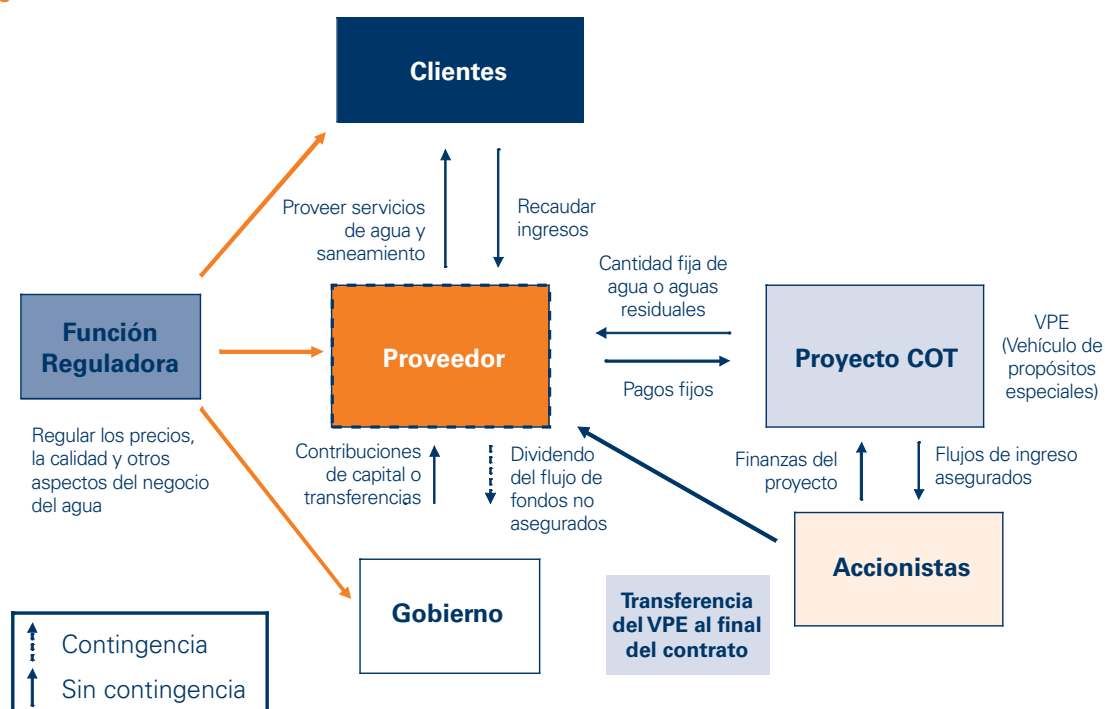 Clientes
Proveer servicios
de agua y
saneamiento
Recaudar
ingresos
Cantidad fija de
agua o aguas
residuales
Función
Reguladora
Proveedor
Proyecto COT
VPE
(Vehículo de
propósitos
especiales)
Pagos fijos
Regular los precios,
la calidad y otros
aspectos del negocio
del agua
Contribuciones
de capital o
transferencias
Dividendo
del flujo de
fondos no
asegurados
Finanzas del
proyecto
Flujos de ingreso
asegurados
Accionistas
Gobierno
Transferencia
del VPE al final
del contrato
Contingencia
Sin contingencia